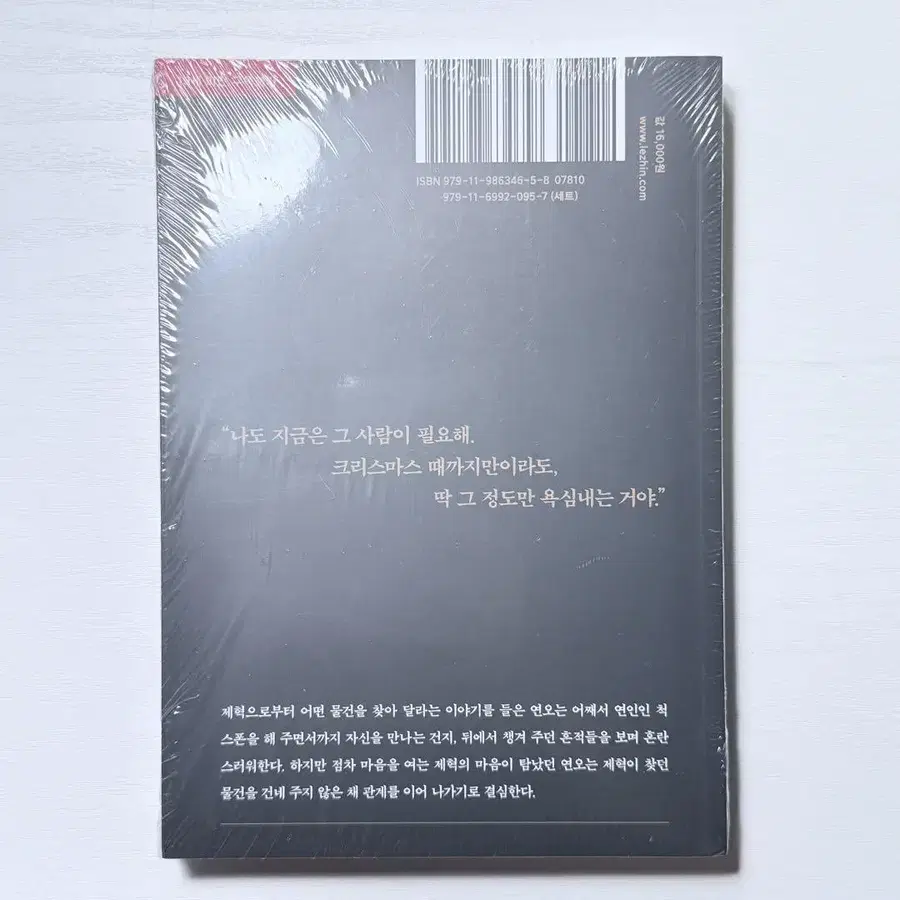 ISBN 979-11-986346-5-8 07810
979-11-6992-095-7 (세트)
값 16,000원
www.lezhin.com
“나도 지금은 그 사람이 필요해.
크리스마스 때까지만이라도,
딱 그 정도만 욕심내는 거야.”
제혁으로부터 어떤 물건을 찾아 달라는 이야기를 들은 연오는 어째서 연인인 척
스폰을 해 주면서까지 자신을 만나는 건지, 뒤에서 챙겨 주던 흔적들을 보며 혼란
스러워한다. 하지만 점차 마음을 여는 제혁의 마음이 탐났던 연오는 제혁이 찾던
물건을 건네 주지 않은 채 관계를 이어 나가기로 결심한다.